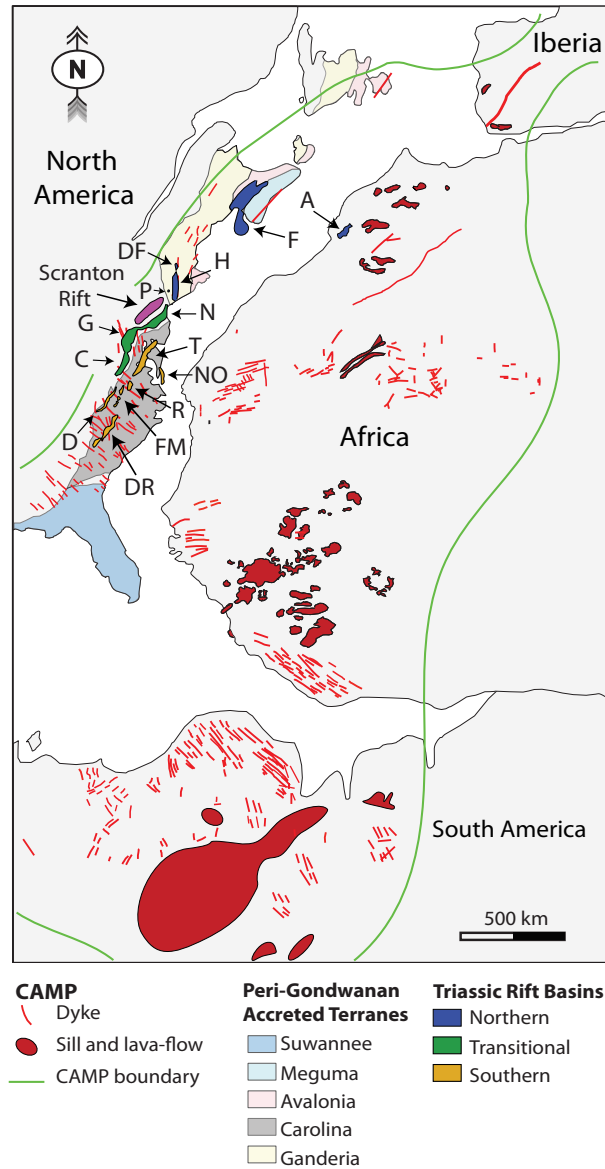 Iberia
N
North
America
A
F
DF
H
P
Scranton
Rift
N
G
T
C
NO
R
D
FM
DR
Africa
South America
500 km
CAMP
Dyke
Sill and lava-flow
CAMP boundary
Peri-Gondwanan
Accreted Terranes
Suwannee
Meguma
Avalonia
Carolina
Ganderia
Triassic Rift Basins
Northern
Transitional
Southern